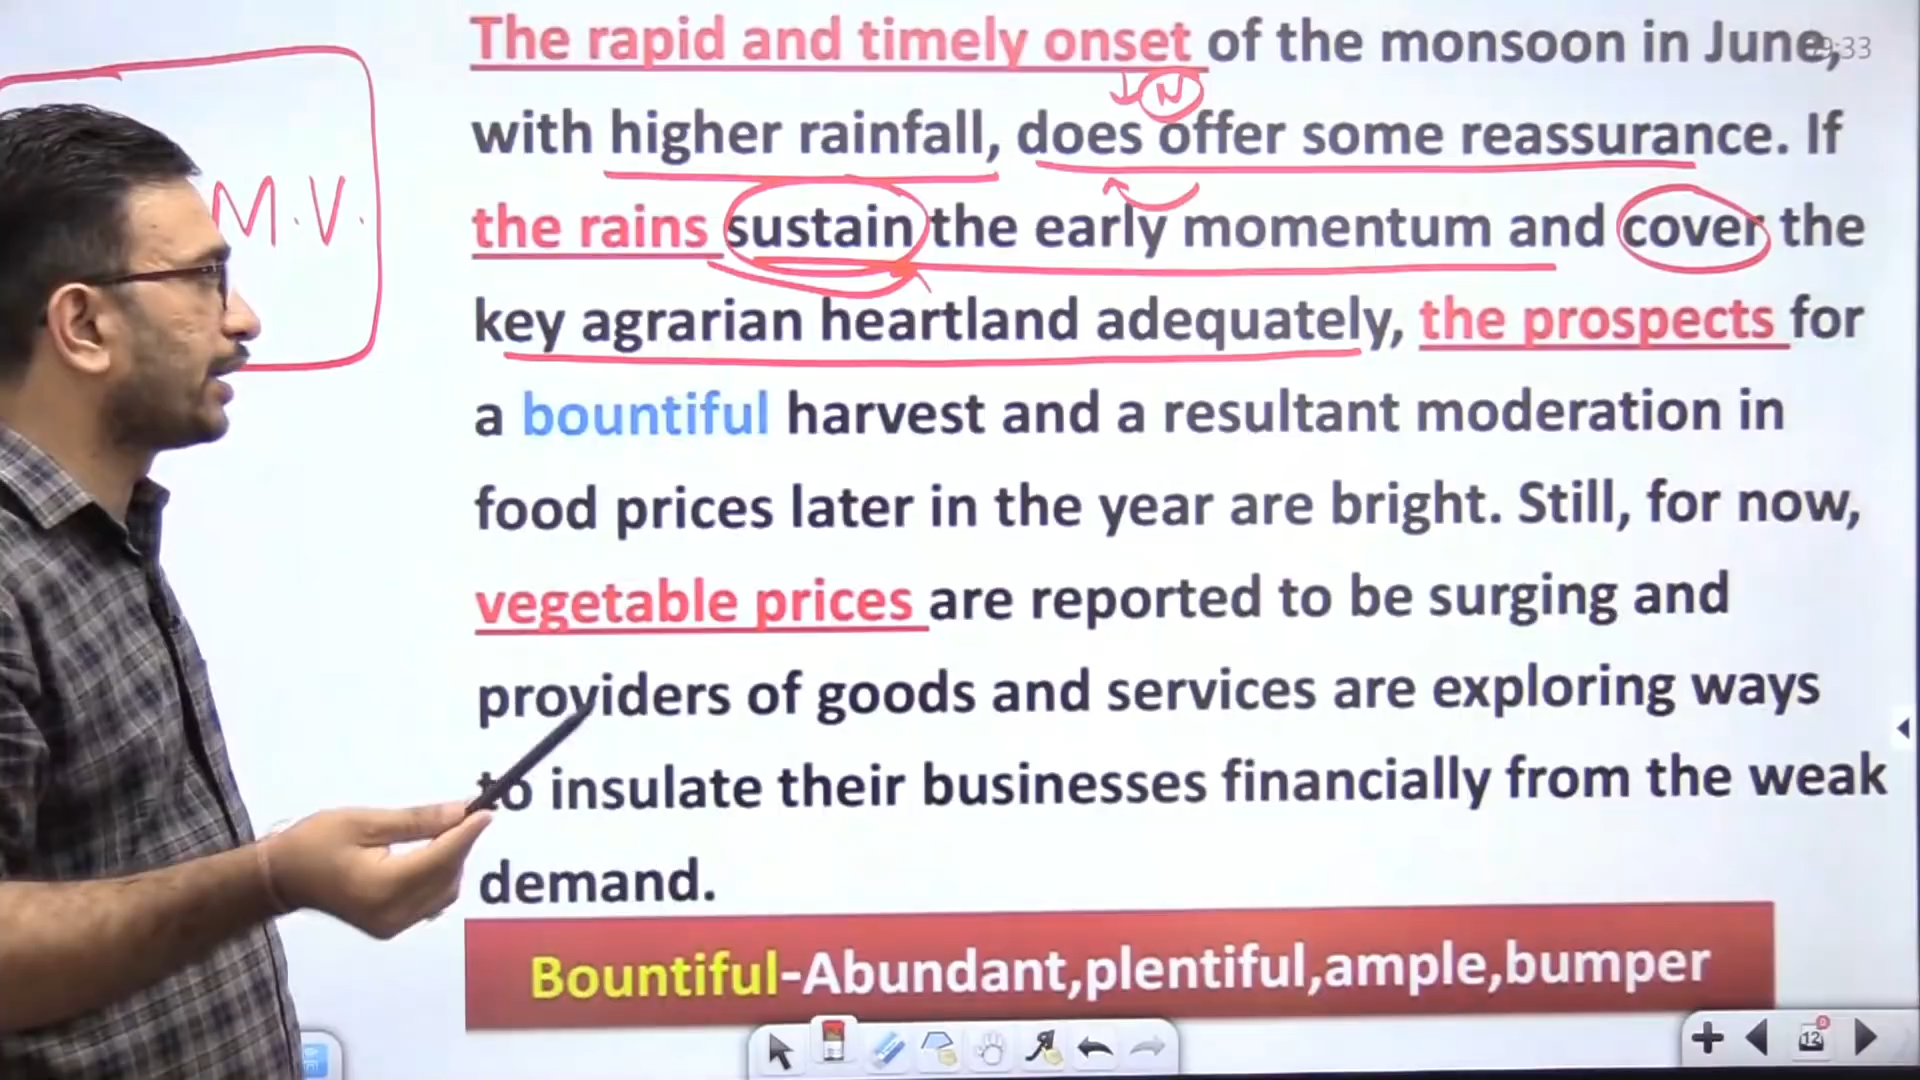 The rapid and timely onset of the monsoon in June,
N
with higher rainfall, does offer some reassurance. If
M.V.
the rains sustain the early momentum and cover the
key agrarian heartland adequately, the prospects for
a bountiful harvest and a resultant moderation in
food prices later in the year are bright. Still, for now,
vegetable prices are reported to be surging and
providers of goods and services are exploring ways
to insulate their businesses financially from the weak
demand.
Bountiful-Abundant,plentiful,ample,bumper
12